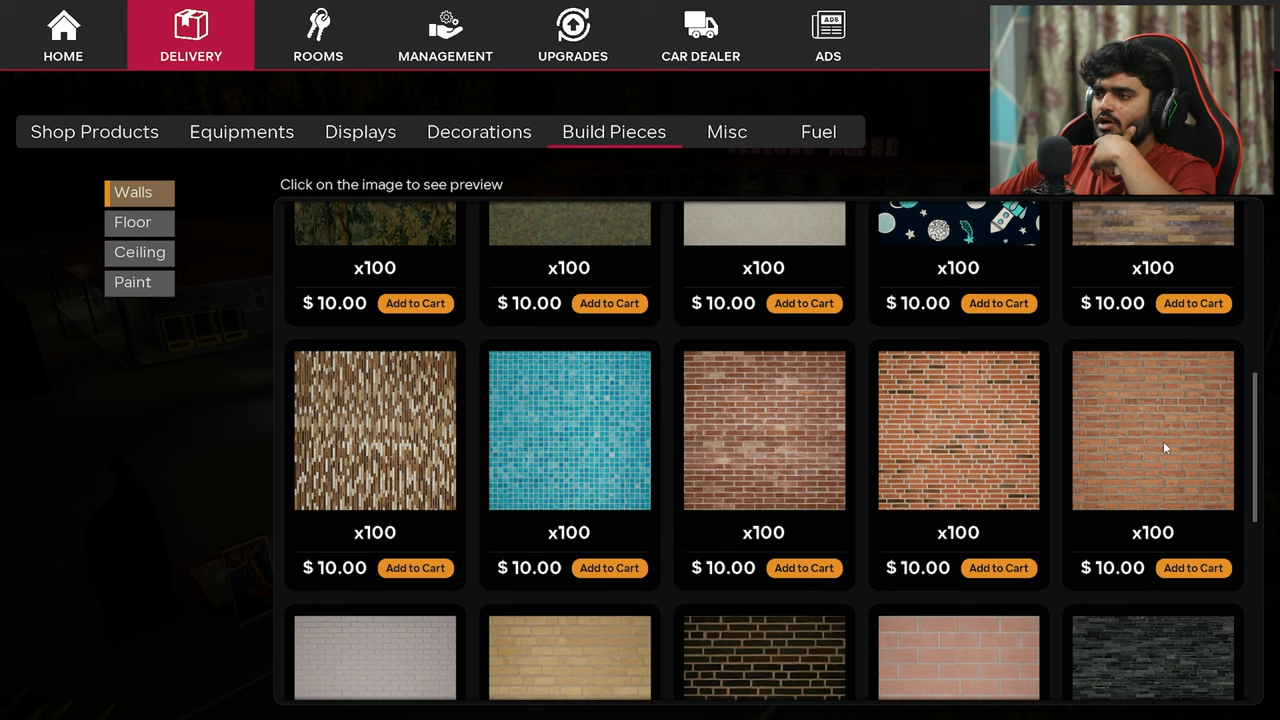 HOME
DELIVERY
ROOMS
MANAGEMENT
UPGRADES
CAR DEALER
ADS
ADS
Shop Products Equipments Displays Decorations Build Pieces Misc Fuel
Walls
Floor
Ceiling
Paint
Click on the image to see preview
x100 x100 x100 x100 x100
$ 10.00 Add to Cart $ 10.00 Add to Cart $ 10.00 Add to Cart $ 10.00 Add to Cart $ 10.00 Add to Cart
x100 x100 x100 x100 x100
$ 10.00 Add to Cart $ 10.00 Add to Cart $ 10.00 Add to Cart $ 10.00 Add to Cart $ 10.00 Add to Cart